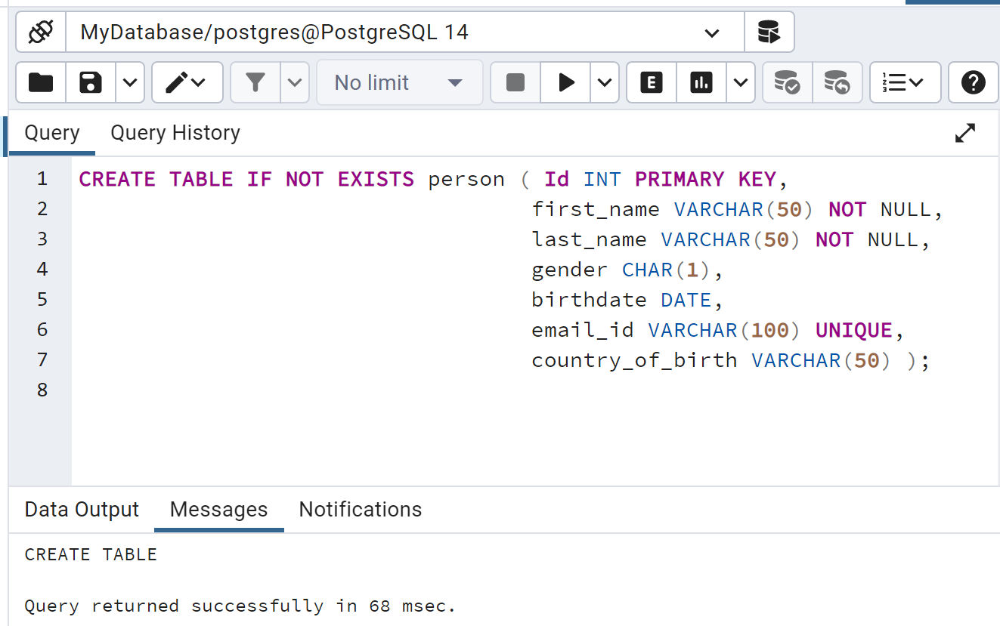 MyDatabase/postgres@PostgreSQL 14
No limit
E
Query Query History
1 CREATE TABLE IF NOT EXISTS person ( Id INT PRIMARY KEY,
2 first_name VARCHAR(50) NOT NULL,
3 last_name VARCHAR(50) NOT NULL,
4 gender CHAR(1),
5 birthdate DATE,
6 email_id VARCHAR(100) UNIQUE,
7 country_of_birth VARCHAR(50) );
8
Data Output Messages Notifications
CREATE TABLE
Query returned successfully in 68 msec.